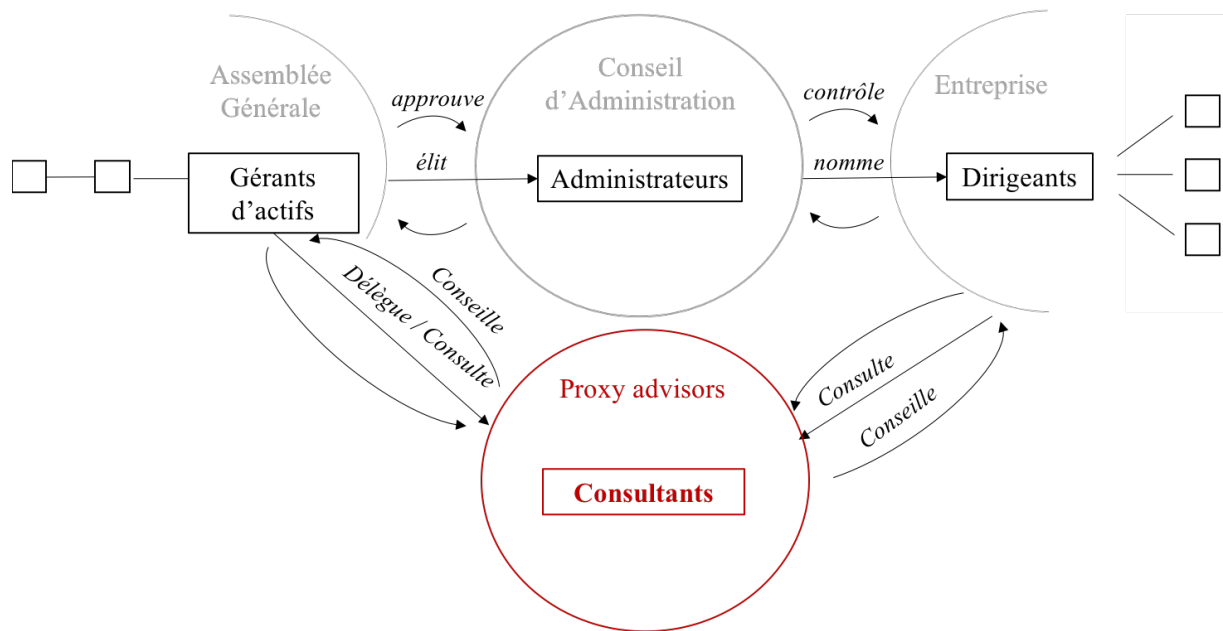 Assemblée
Générale
approuve
Conseil
d'Administration
contrôle
Entreprise
élit
nomme
Gérants
d'actifs
Administrateurs
Dirigeants
Conseille
Délègue / Consulte
Consulte
Conseille
Proxy advisors
Consultants